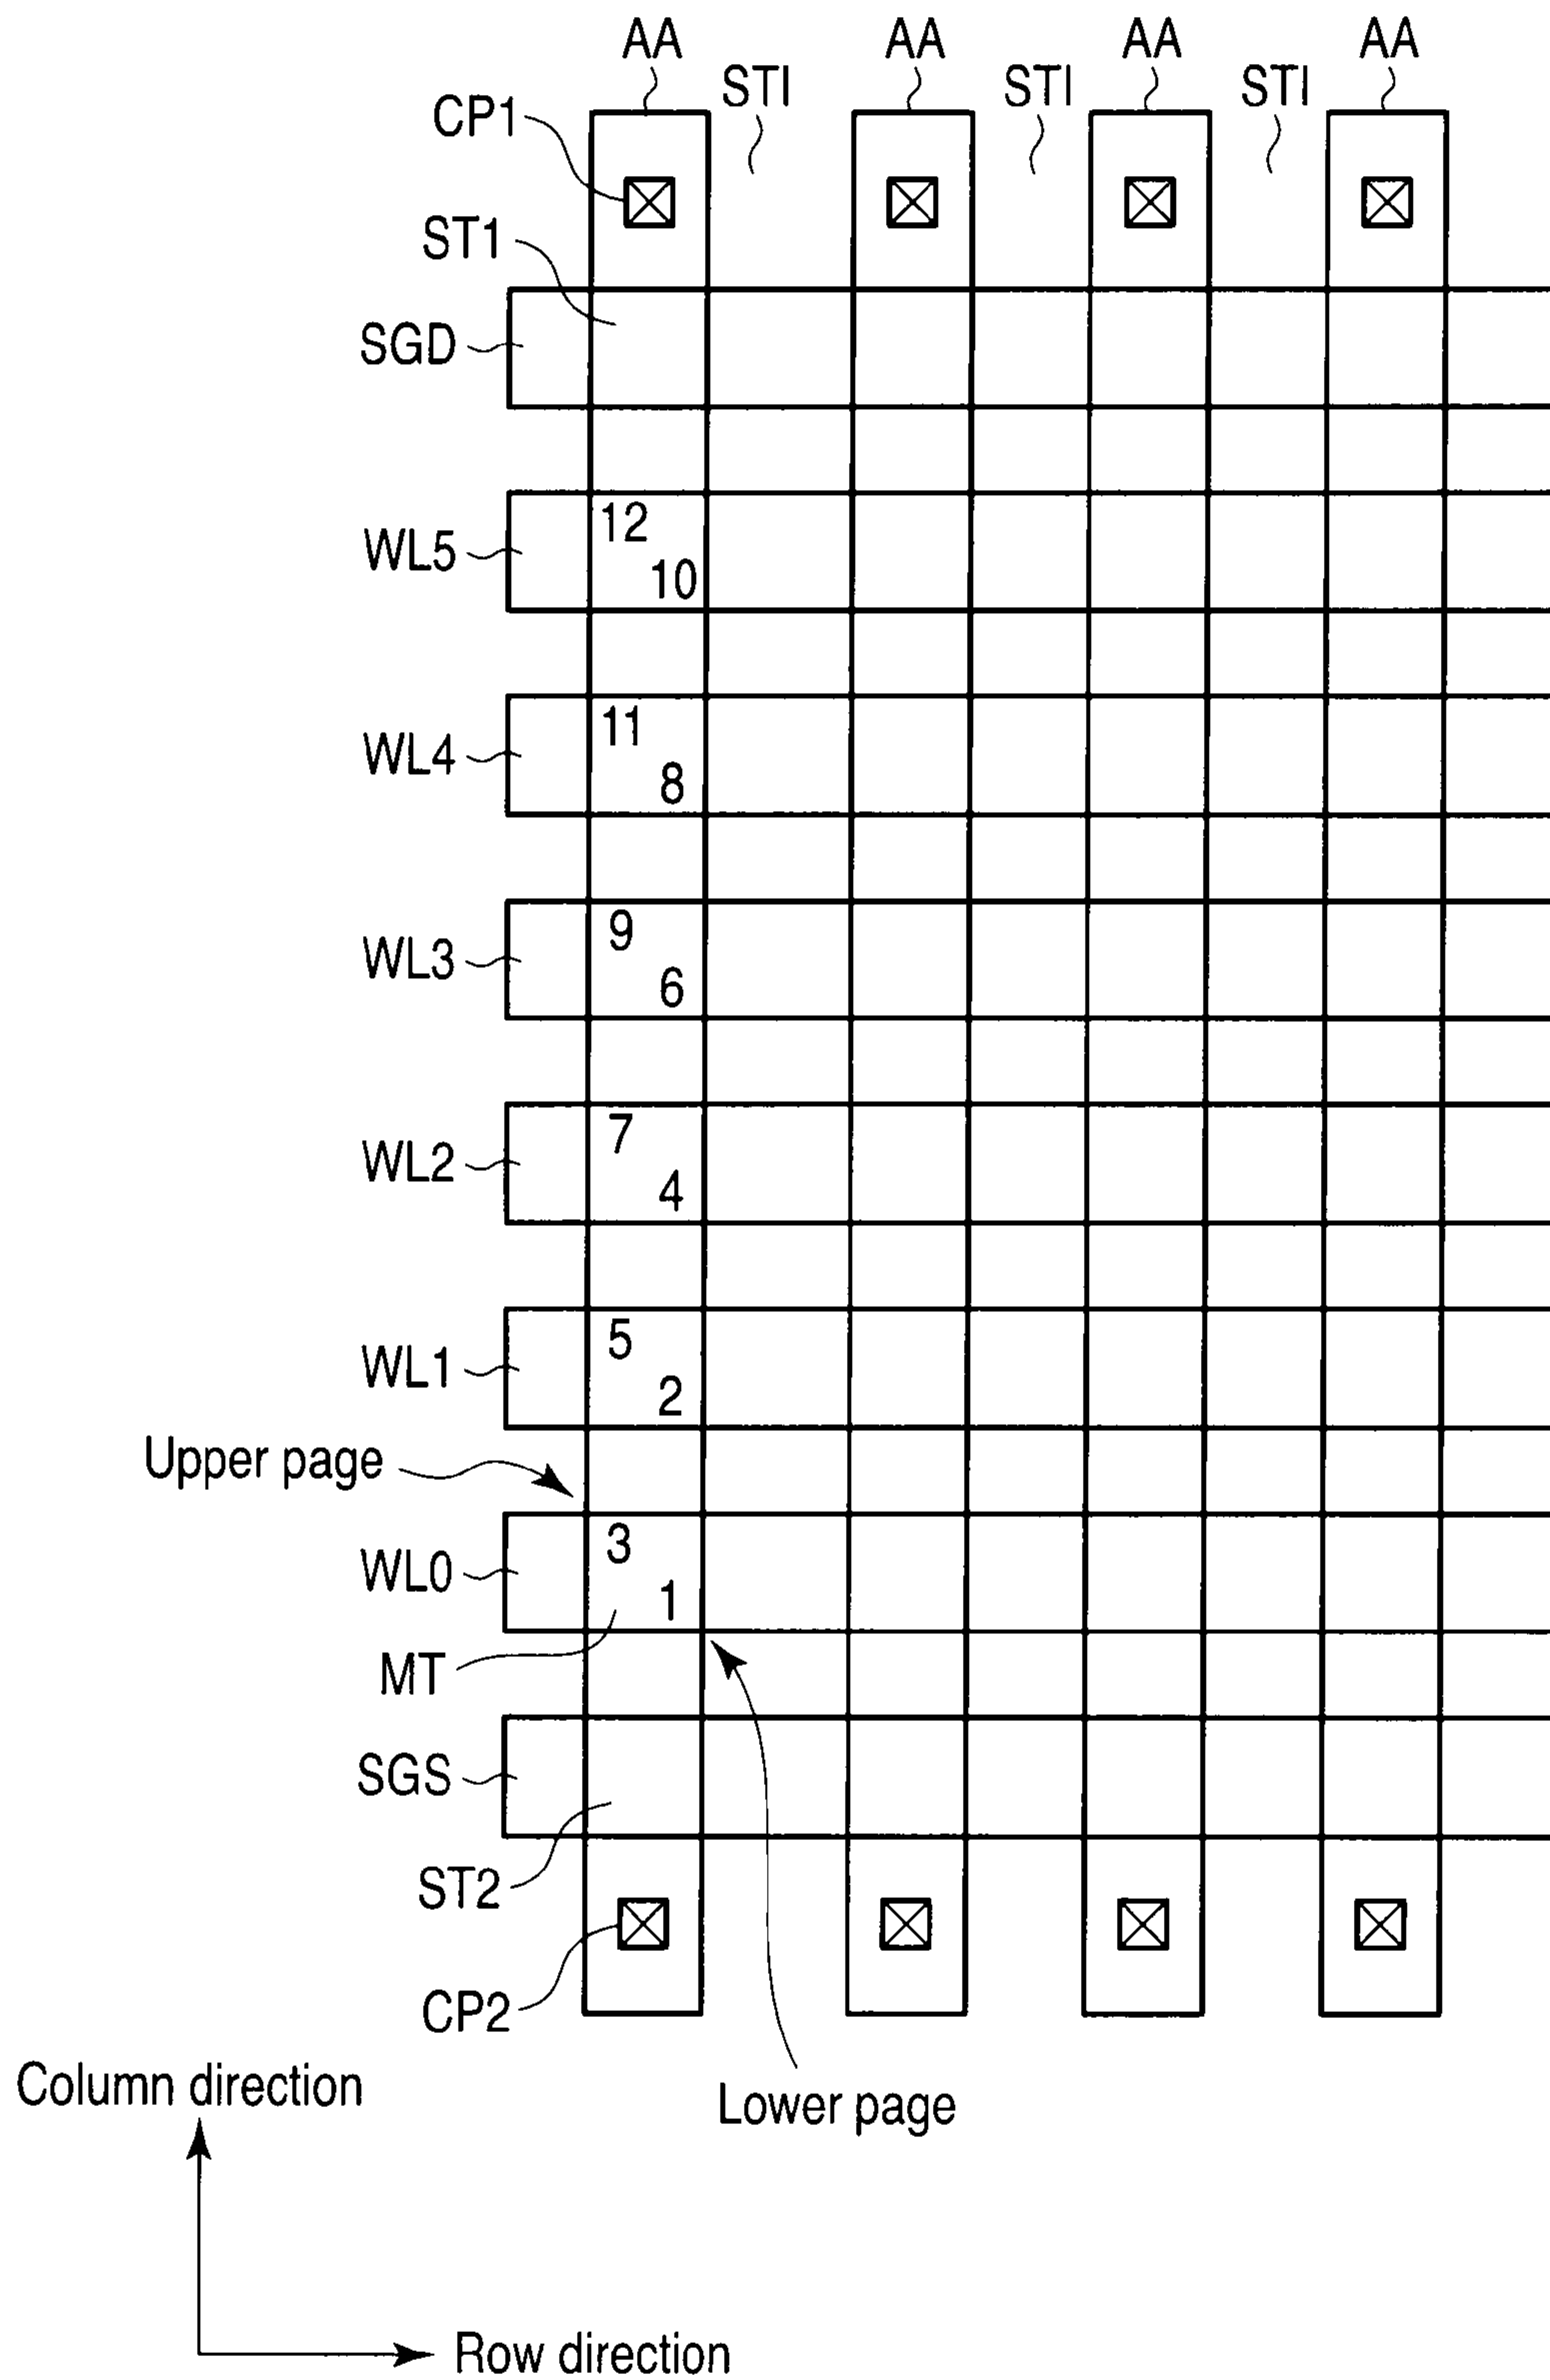 AA AA AA AA
STI STI STI
CP1
ST1
SGD
12
WL5
10
11
WL4
8
9
WL3
6
7
WL2
4
5
WL1
2
Upper page
3
WL0
1
MT
SGS
ST2
CP2
Column direction
Lower page
Row direction